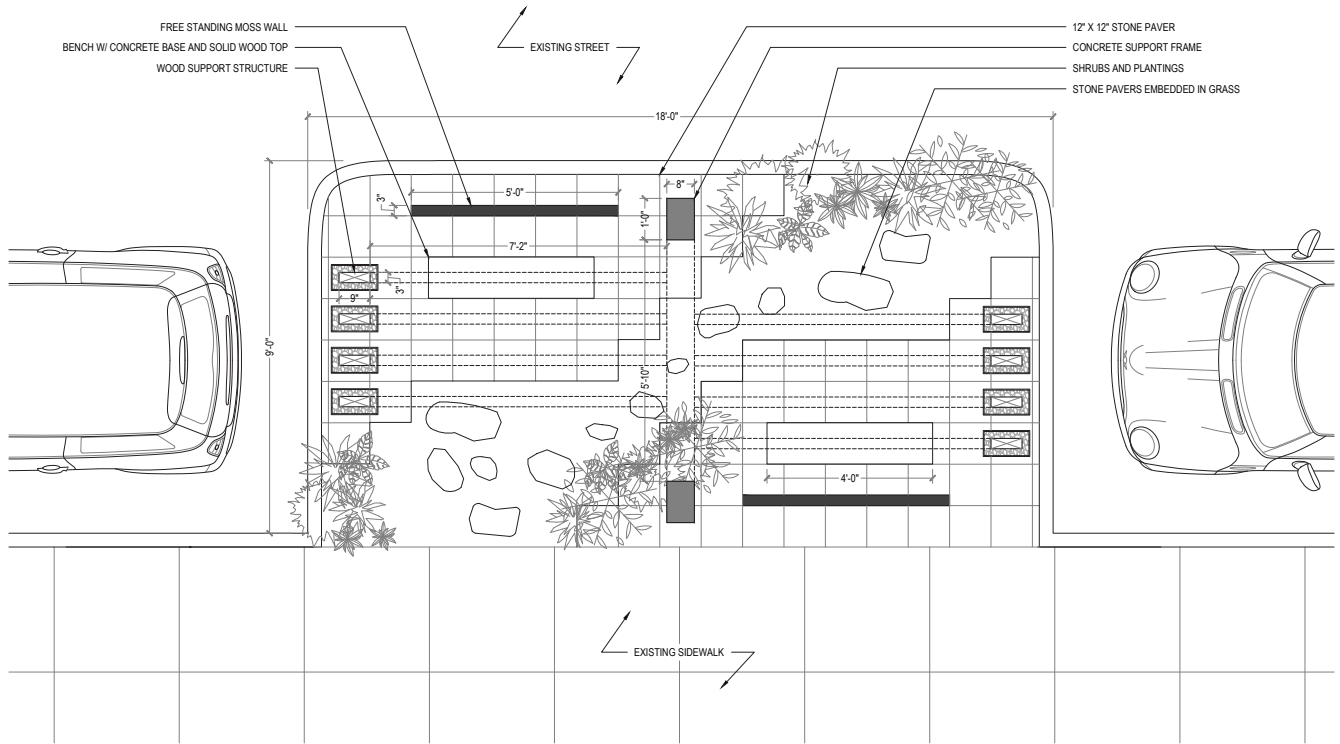 FREE STANDING MOSS WALL
BENCH W/ CONCRETE BASE AND SOLID WOOD TOP
WOOD SUPPORT STRUCTURE
EXISTING STREET
12" X 12" STONE PAVER
CONCRETE SUPPORT FRAME
SHRUBS AND PLANTINGS
STONE PAVERS EMBEDDED IN GRASS
18'-0"
5'-0"
8"
3"
1'-0"
7'-2"
3"
9"
9'-0"
5'-10"
4'-0"
EXISTING SIDEWALK